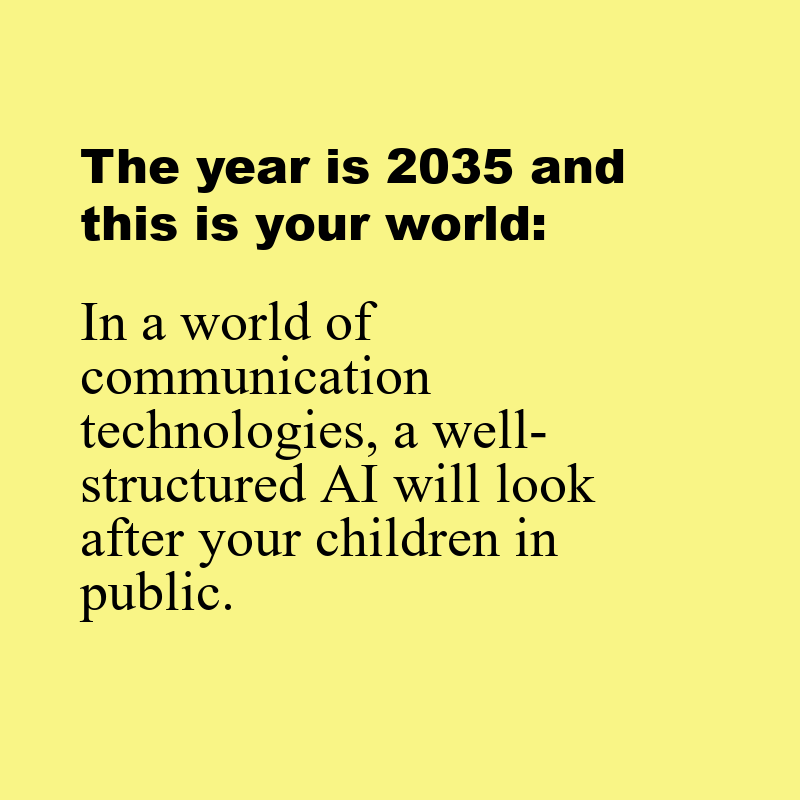 The year is 2035 and
this is your world:
In a world of
communication
technologies, a well-
structured AI will look
after your children in
public.